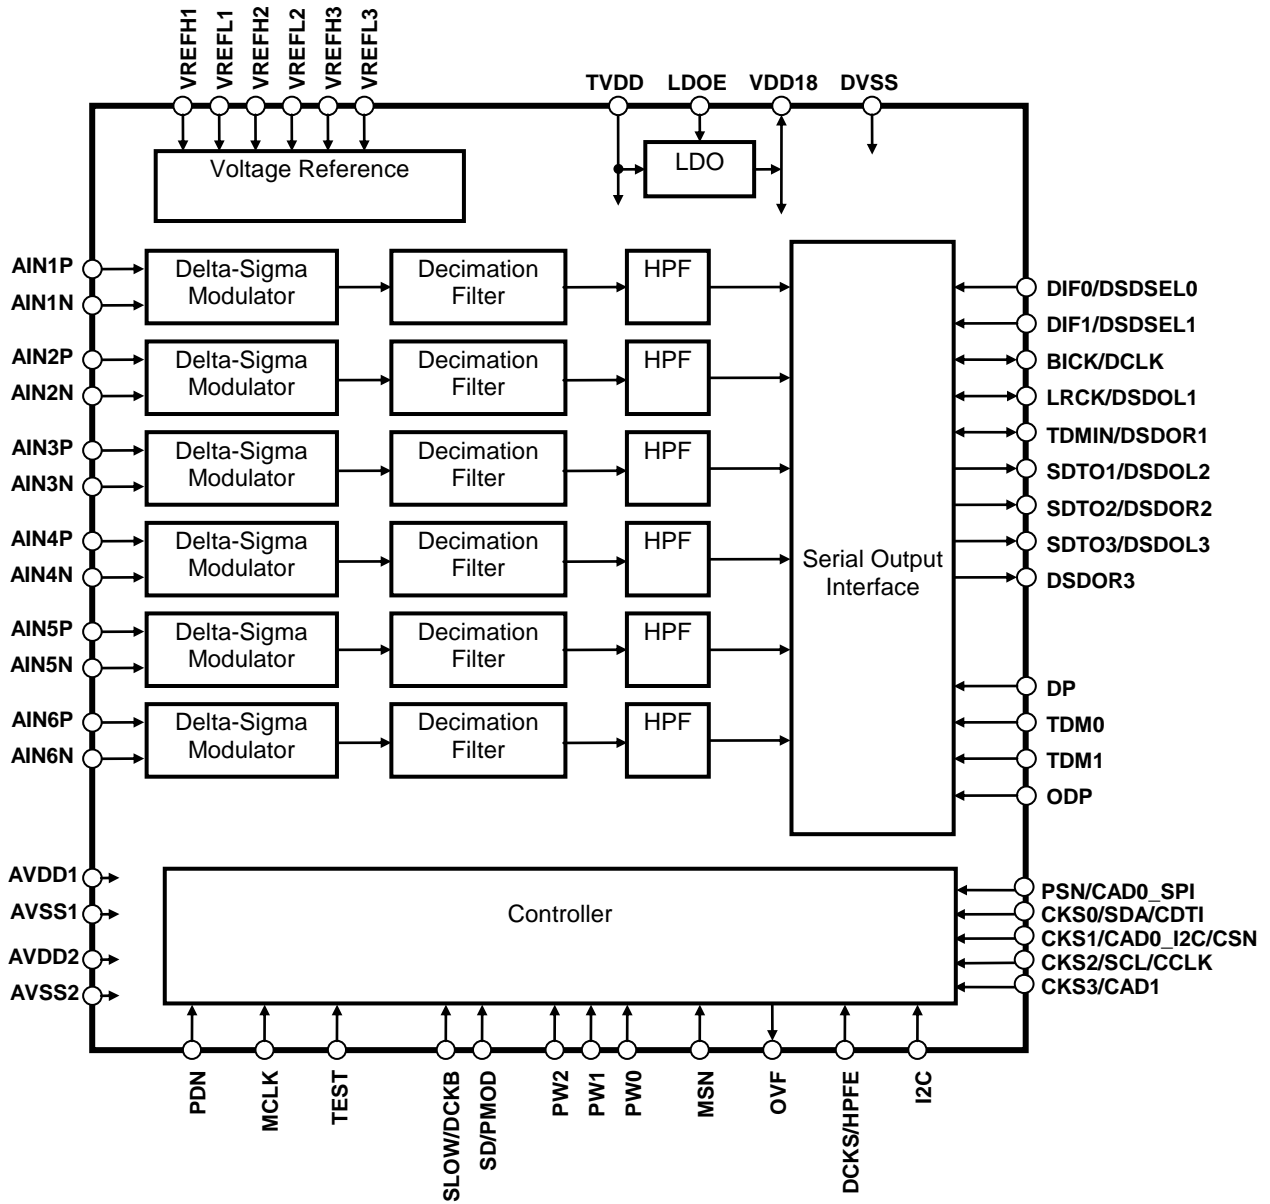 VREFH1
VREFL1
VREFH2
VREFL2
VREFH3
VREFL3
TVDD
LDOE
VDD18
DVSS
Voltage Reference
LDO
AIN1P
AIN1N
Delta-Sigma
Modulator
Decimation
Filter
HPF
AIN2P
AIN2N
Delta-Sigma
Modulator
Decimation
Filter
HPF
AIN3P
AIN3N
Delta-Sigma
Modulator
Decimation
Filter
HPF
AIN4P
AIN4N
Delta-Sigma
Modulator
Decimation
Filter
HPF
AIN5P
AIN5N
Delta-Sigma
Modulator
Decimation
Filter
HPF
AIN6P
AIN6N
Delta-Sigma
Modulator
Decimation
Filter
HPF
Serial Output
Interface
DIF0/DSDSEL0
DIF1/DSDSEL1
BICK/DCLK
LRCK/DSDOL1
TDMIN/DSDOR1
SDTO1/DSDOL2
SDTO2/DSDOR2
SDTO3/DSDOL3
DSDOR3
DP
TDM0
TDM1
ODP
AVDD1
AVSS1
AVDD2
AVSS2
Controller
PSN/CAD0_SPI
CKS0/SDA/CDTI
CKS1/CAD0_I2C/CSN
CKS2/SCL/CCLK
CKS3/CAD1
PDN
MCLK
TEST
SLOW/DCKB
SD/PMOD
PW2
PW1
PW0
MSN
OVF
DCKS/HPFE
I2C